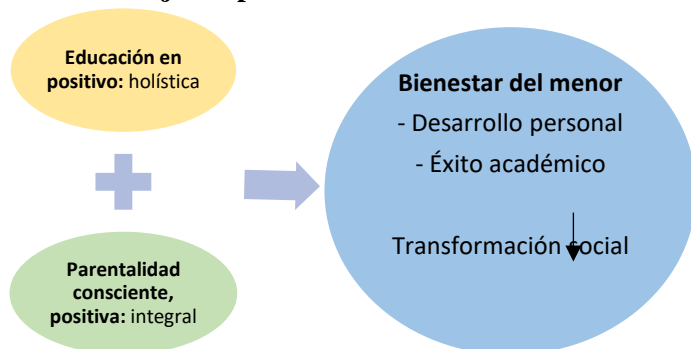 Educación en
positivo: holística
Parentalidad
consciente,
positiva: integral
Bienestar del menor
- Desarrollo personal
- Éxito académico
Transformación social